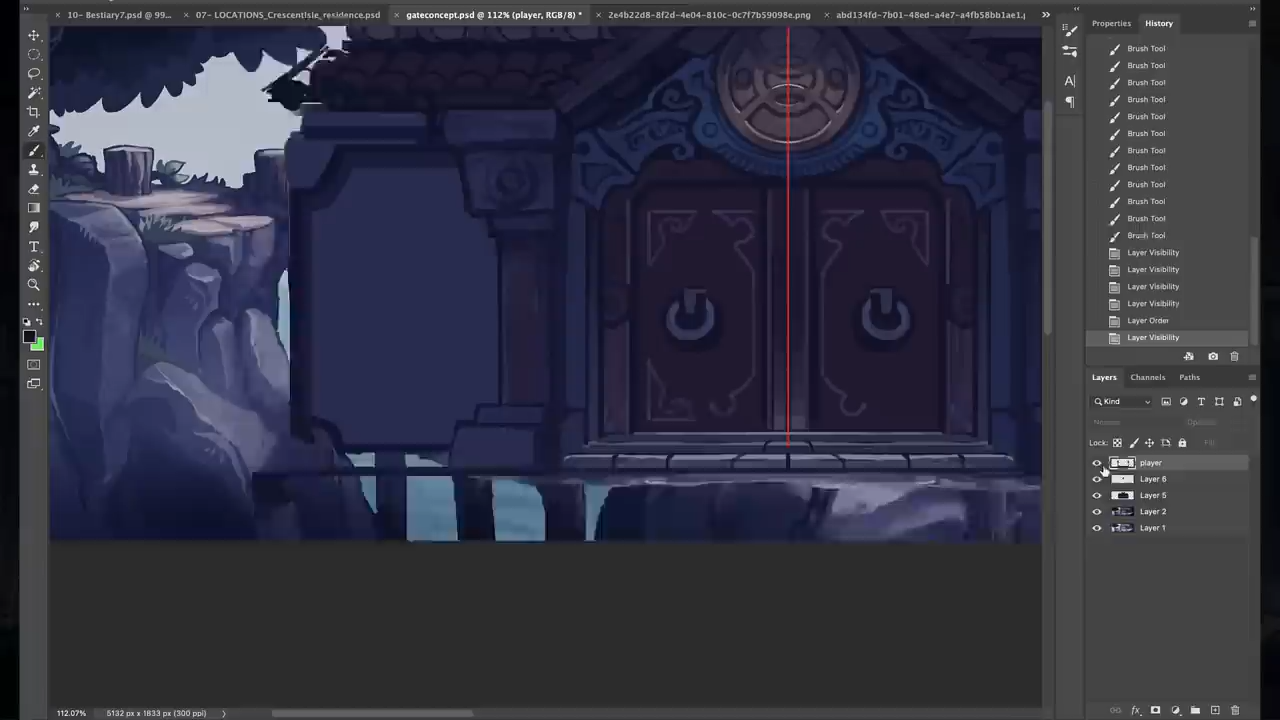 10- Bestiary7.psd @ 99...
07- LOCATIONS_CrescentIsle_residence.psd
gateconcept.psd @ 112% (player, RGB/8) *
2e4b22d8-8f2d-4e04-810c-0c7f7b59098e.png
abd134fd-7b01-48ed-a4e7-a4fb58bb1ae1.p
Properties
History
Brush Tool
Brush Tool
Brush Tool
Brush Tool
Brush Tool
Brush Tool
Brush Tool
Brush Tool
Brush Tool
Brush Tool
Brush Tool
Brush Tool
Layer Visibility
Layer Visibility
Layer Visibility
Layer Visibility
Layer Order
Layer Visibility
Layers
Channels
Paths
Kind
Normal
Opacity:
Lock:
Fill:
player
Layer 6
Layer 5
Layer 2
Layer 1
112.07%
5132 px x 1833 px (300 ppi)